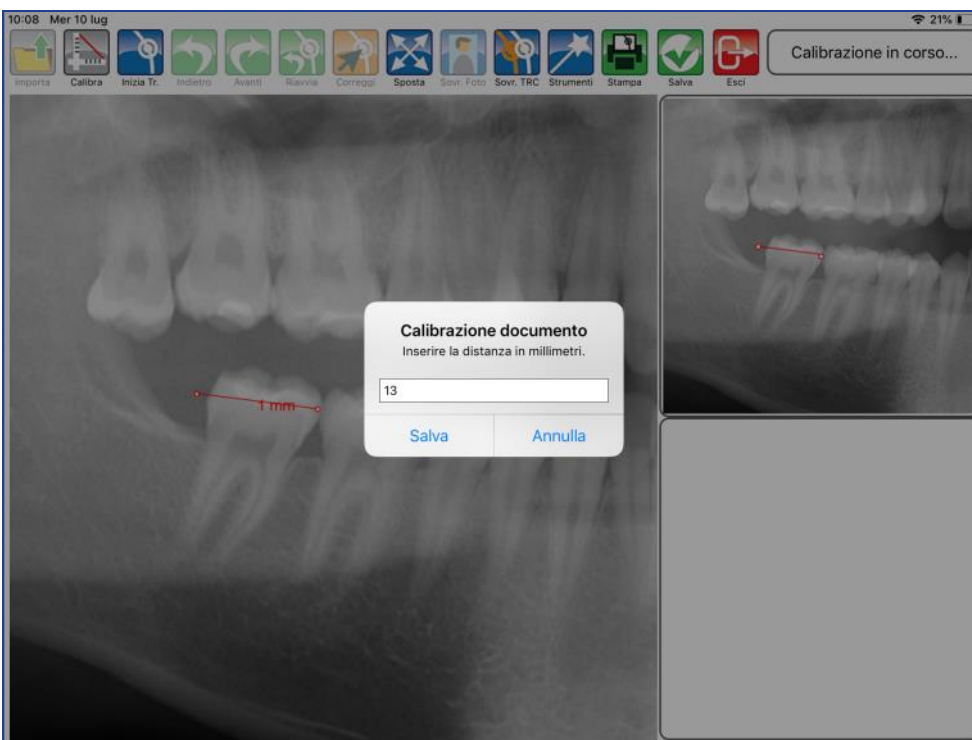 10:08 Mer 10 lug
21%
Importa Calibra Inizia Tr. Indietro Avanti Riavvia Correggi Sposta Sovr. Foto Sovr. TRC Strumenti Stampa Salva Esci
Calibrazione in corso...
Calibrazione documento
Inserire la distanza in millimetri.
13
1 mm
Salva Annulla